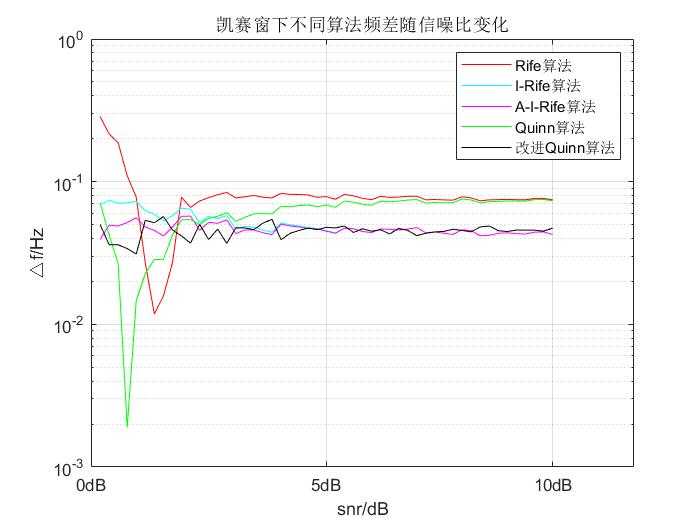 凯赛窗下不同算法频差随信噪比变化
10^0
10^-1
10^-2
10^-3
△f/Hz
Rife算法
I-Rife算法
A-I-Rife算法
Quinn算法
改进Quinn算法
0dB
5dB
10dB
snr/dB